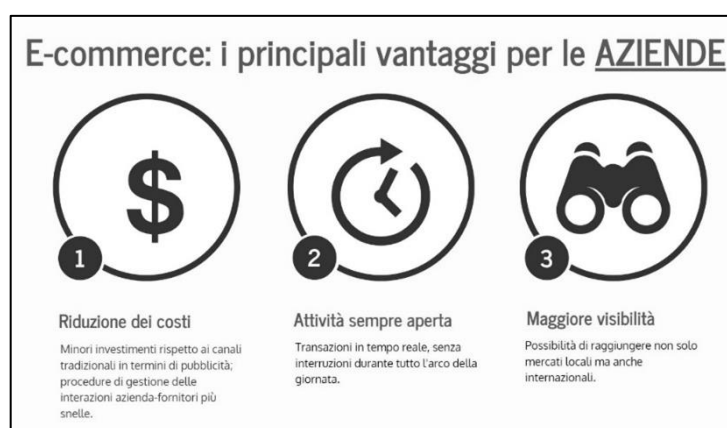 E-commerce: i principali vantaggi per le AZIENDE
$
1
2
3
Riduzione dei costi
Minori investimenti rispetto ai canali
tradizionali in termini di pubblicità;
procedure di gestione delle
interazioni azienda-fornitori più
snelle.
Attività sempre aperta
Transazioni in tempo reale, senza
interruzioni durante tutto l'arco della
giornata.
Maggiore visibilità
Possibilità di raggiungere non solo
mercati locali ma anche
internazionali.